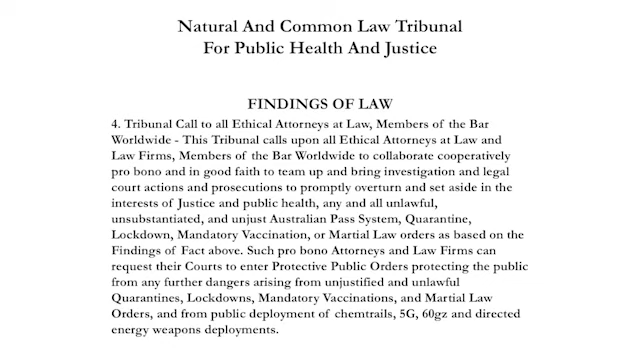 Natural And Common Law Tribunal
For Public Health And Justice
FINDINGS OF LAW
4. Tribunal Call to all Ethical Attorneys at Law, Members of the Bar
Worldwide - This Tribunal calls upon all Ethical Attorneys at Law and
Law Firms, Members of the Bar Worldwide to collaborate cooperatively
pro bono and in good faith to team up and bring investigation and legal
court actions and prosecutions to promptly overturn and set aside in the
interests of Justice and public health, any and all unlawful,
unsubstantiated, and unjust Australian Pass System, Quarantine,
Lockdown, Mandatory Vaccination, or Martial Law orders as based on the
Findings of Fact above. Such pro bono Attorneys and Law Firms can
request their Courts to enter Protective Public Orders protecting the public
from any further dangers arising from unjustified and unlawful
Quarantines, Lockdowns, Mandatory Vaccinations, and Martial Law
Orders, and from public deployment of chemtrails, 5G, 60gz and directed
energy weapons deployments.